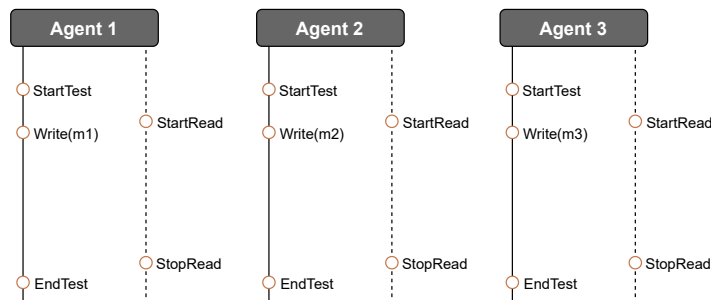 Agent 1 Agent 2 Agent 3
StartTest StartTest StartTest
StartRead StartRead StartRead
Write(m1) Write(m2) Write(m3)
StopRead StopRead StopRead
EndTest EndTest EndTest